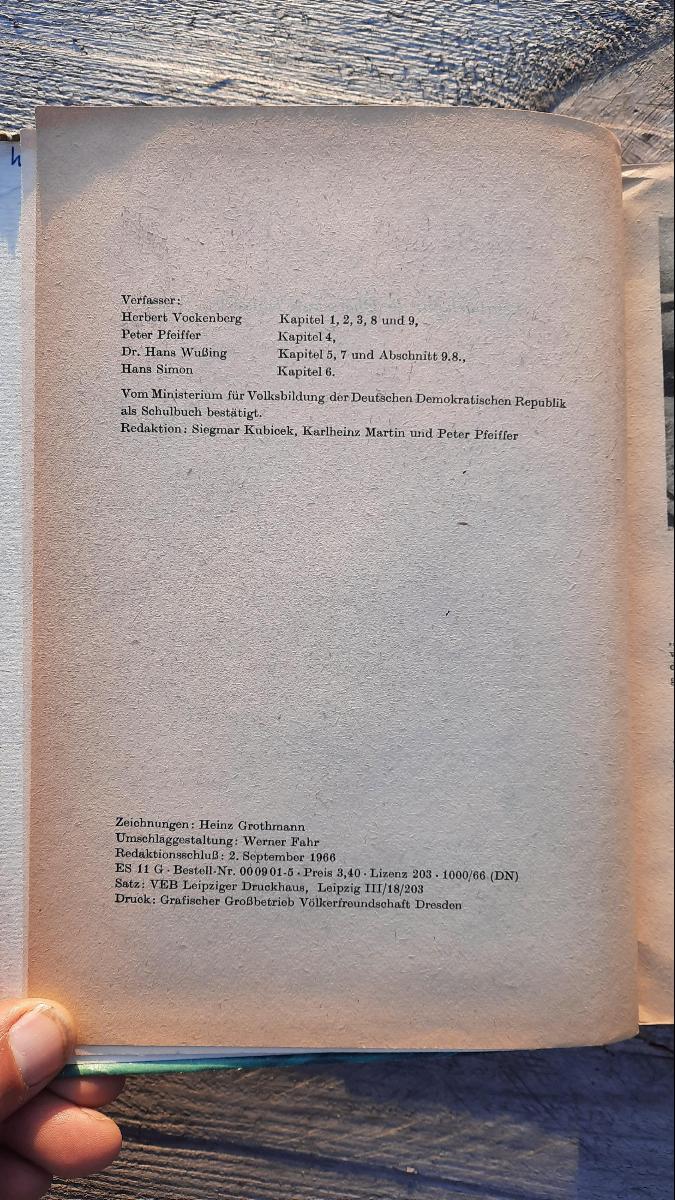 Verfasser:
Herbert Vockenberg Kapitel 1, 2, 3, 8 und 9,
Peter Pfeiffer Kapitel 4,
Dr. Hans Wußing Kapitel 5, 7 und Abschnitt 9.8.,
Hans Simon Kapitel 6.
Vom Ministerium für Volksbildung der Deutschen Demokratischen Republik
als Schulbuch bestätigt.
Redaktion: Siegmar Kubicek, Karlheinz Martin und Peter Pfeiffer
Zeichnungen: Heinz Grothmann
Umschlaggestaltung: Werner Fahr
Redaktionsschluß: 2. September 1966
ES 11 G · Bestell-Nr. 00 09 01-5 · Preis 3,40 · Lizenz 203 · 1000/66 (DN)
Satz: VEB Leipziger Druckhaus, Leipzig III/18/203
Druck: Grafischer Großbetrieb Völkerfreundschaft Dresden